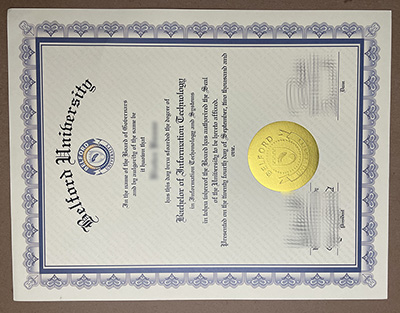 Belford University
BELFORD
In the name of the Board of Governors
and by authority of the same be
it known that
has this day been awarded the degree of
Bachelor of Information Technology
in Information Technology and Systems
in token whereof the Board has authorized the Seal
of the University to be hereto affixed.
Presented on the twenty fourth day of September, two thousand and
one.
BELFORD
Dean
President